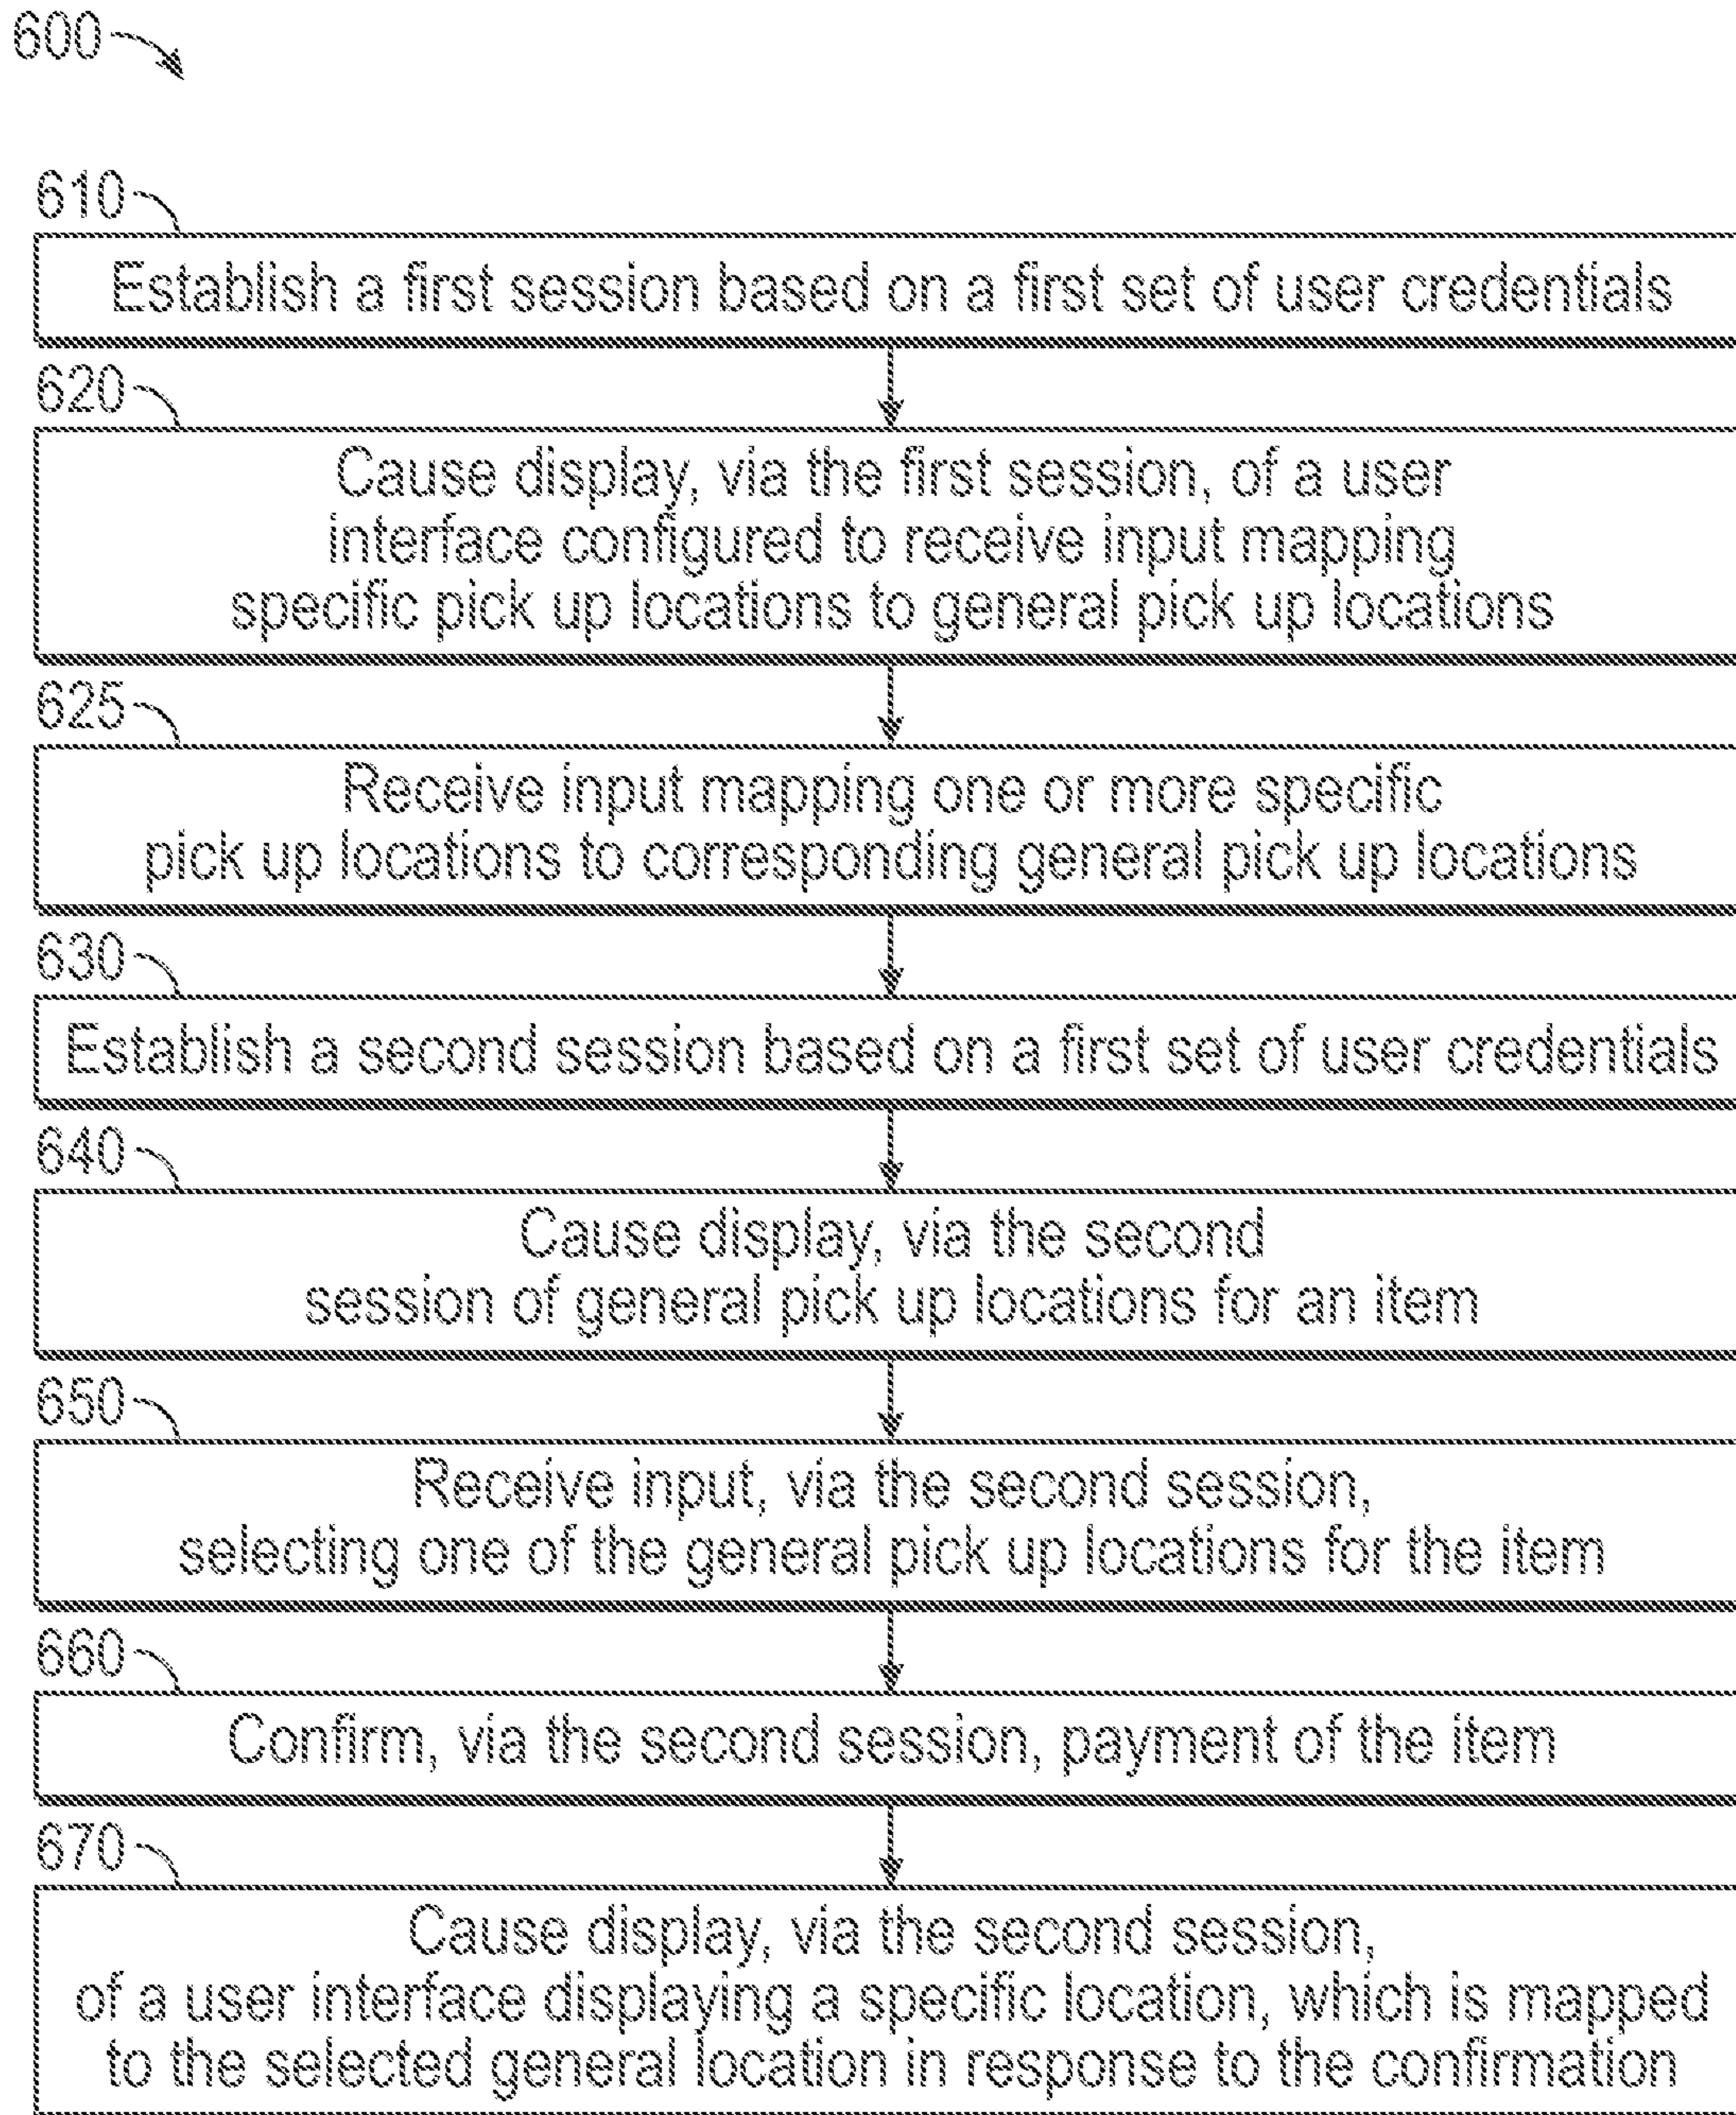 600
610
Establish a first session based on a first set of user credentials
620
Cause display, via the first session, of a user
interface configured to receive input mapping
specific pick up locations to general pick up locations
625
Receive input mapping one or more specific
pick up locations to corresponding general pick up locations
630
Establish a second session based on a first set of user credentials
640
Cause display, via the second
session of general pick up locations for an item
650
Receive input, via the second session,
selecting one of the general pick up locations for the item
660
Confirm, via the second session, payment of the item
670
Cause display, via the second session,
of a user interface displaying a specific location, which is mapped
to the selected general location in response to the confirmation